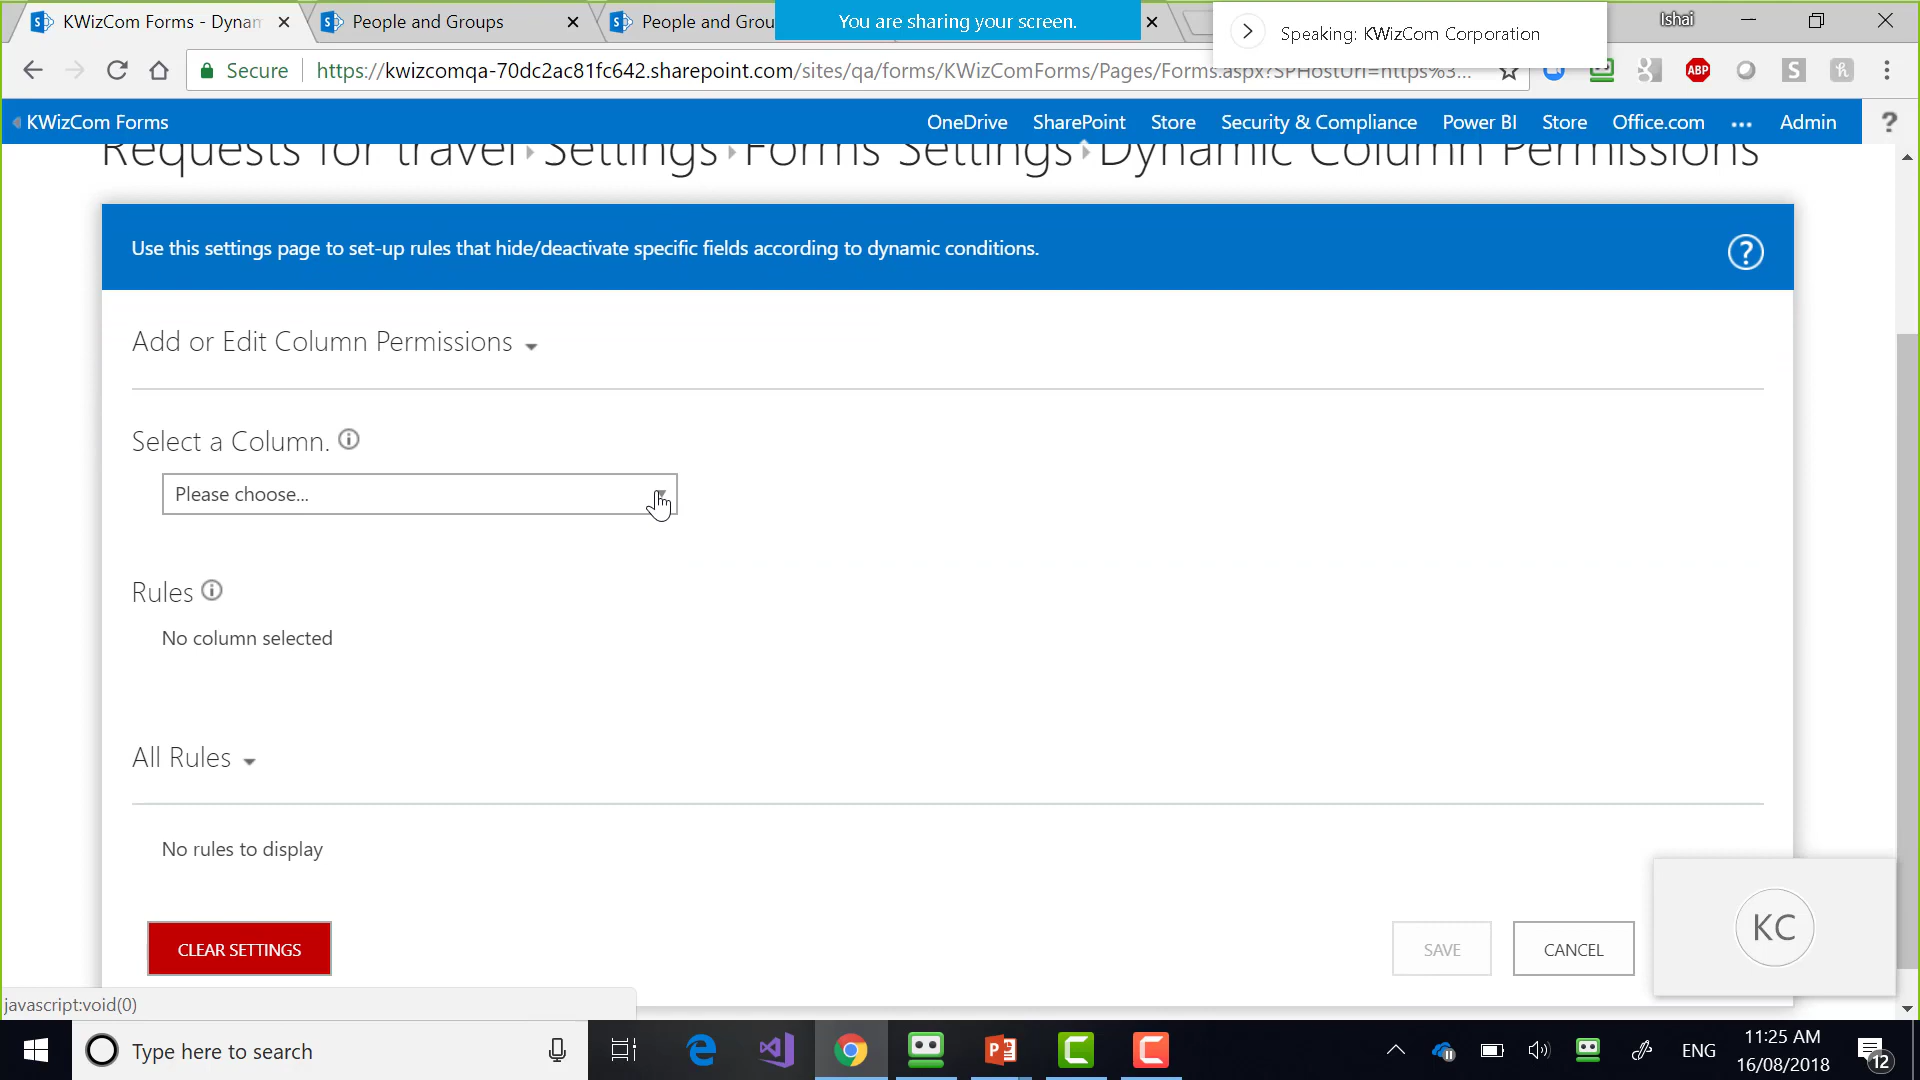 KWizCom Forms - Dynam
People and Groups
People and Grou
You are sharing your screen.
Speaking: KWizCom Corporation
Ishai
Secure
https://kwizcomqa-70dc2ac81fc642.sharepoint.com/sites/qa/forms/KWizComForms/Pages/Forms.aspx?SPHostUrl=https%3...
ABP
KWizCom Forms
OneDrive SharePoint Store Security & Compliance Power BI Store Office.com ... Admin ?
Requests for travel Settings Forms Settings Dynamic Column Permissions
Use this settings page to set-up rules that hide/deactivate specific fields according to dynamic conditions.
?
Add or Edit Column Permissions
Select a Column.
Please choose...
Rules
No column selected
All Rules
No rules to display
CLEAR SETTINGS
SAVE
CANCEL
KC
javascript:void(0)
Type here to search
ENG
11:25 AM
16/08/2018
12